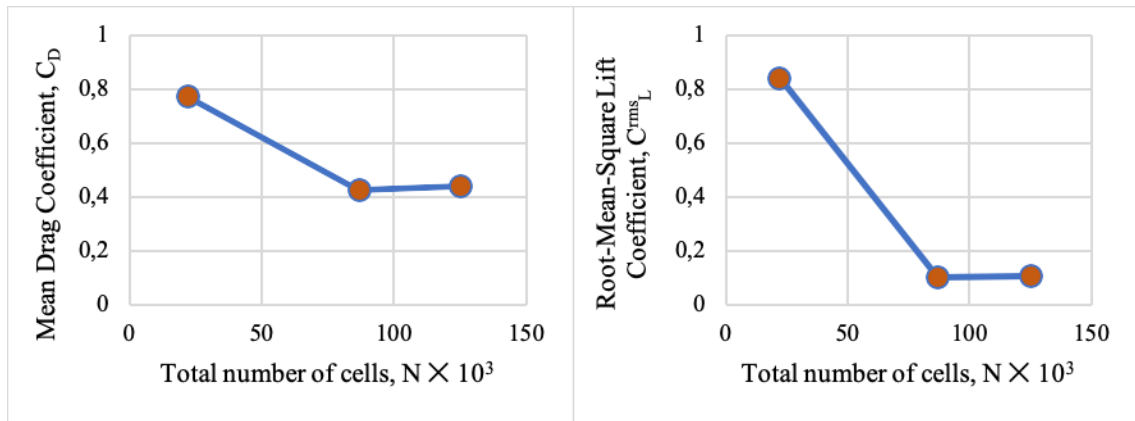 Mean Drag Coefficient, C_D
1
0,8
0,6
0,4
0,2
0
0 50 100 150
Total number of cells, N × 10³
Root-Mean-Square Lift
Coefficient, C^rms_L
1
0,8
0,6
0,4
0,2
0
0 50 100 150
Total number of cells, N × 10³